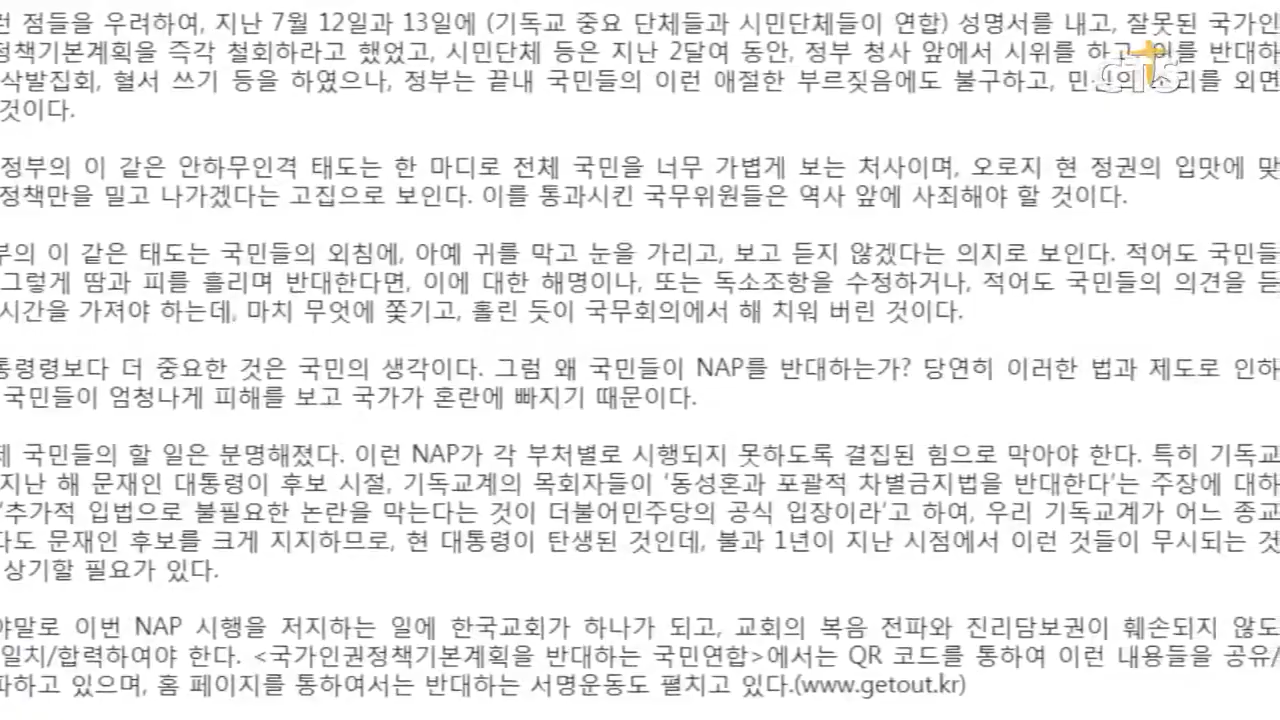 점들을 우려하여, 지난 7월 12일과 13일에 (기독교 중요 단체들과 시민단체들이 연합) 성명서를 내고, 잘못된 국가인
정책기본계획을 즉각 철회하라고 했었고, 시민단체 등은 지난 2달여 동안, 정부 청사 앞에서 시위를 하고 반대하
삭발집회, 혈서 쓰기 등을 하였으나, 정부는 끝내 국민들의 이런 애절한 부르짖음에도 불구하고, 외면
것이다.
CTS
정부의 이 같은 안하무인격 태도는 한 마디로 전체 국민을 너무 가볍게 보는 처사이며, 오로지 현 정권의 입맛에 맞
정책만을 밀고 나가겠다는 고집으로 보인다. 이를 통과시킨 국무위원들은 역사 앞에 사죄해야 할 것이다.
부의 이 같은 태도는 국민들의 외침에, 아예 귀를 막고 눈을 가리고, 보고 듣지 않겠다는 의지로 보인다. 적어도 국민들
그렇게 땀과 피를 흘리며 반대한다면, 이에 대한 해명이나, 또는 독소조항을 수정하거나, 적어도 국민들의 의견을 듣
시간을 가져야 하는데, 마치 무엇에 쫓기고, 홀린 듯이 국무회의에서 해 치워 버린 것이다.
통령령보다 더 중요한 것은 국민의 생각이다. 그럼 왜 국민들이 NAP를 반대하는가? 당연히 이러한 법과 제도로 인하
국민들이 엄청나게 피해를 보고 국가가 혼란에 빠지기 때문이다.
국민들의 할 일은 분명해졌다. 이런 NAP가 각 부처별로 시행되지 못하도록 결집된 힘으로 막아야 한다. 특히 기독교
지난 해 문재인 대통령이 후보 시절, 기독교계의 목회자들이 '동성혼과 포괄적 차별금지법을 반대한다'는 주장에 대하
'추가적 입법으로 불필요한 논란을 막는다는 것이 더불어민주당의 공식 입장이라'고 하여, 우리 기독교계가 어느 종교
다도 문재인 후보를 크게 지지하므로, 현 대통령이 탄생된 것인데, 불과 1년이 지난 시점에서 이런 것들이 무시되는 것
상기할 필요가 있다.
야말로 이번 NAP 시행을 저지하는 일에 한국교회가 하나가 되고, 교회의 복음 전파와 진리담보권이 훼손되지 않도
일치/합력하여야 한다. <국가인권정책기본계획을 반대하는 국민연합>에서는 QR 코드를 통하여 이런 내용들을 공유/
파하고 있으며, 홈 페이지를 통하여서는 반대하는 서명운동도 펼치고 있다.(www.getout.kr)